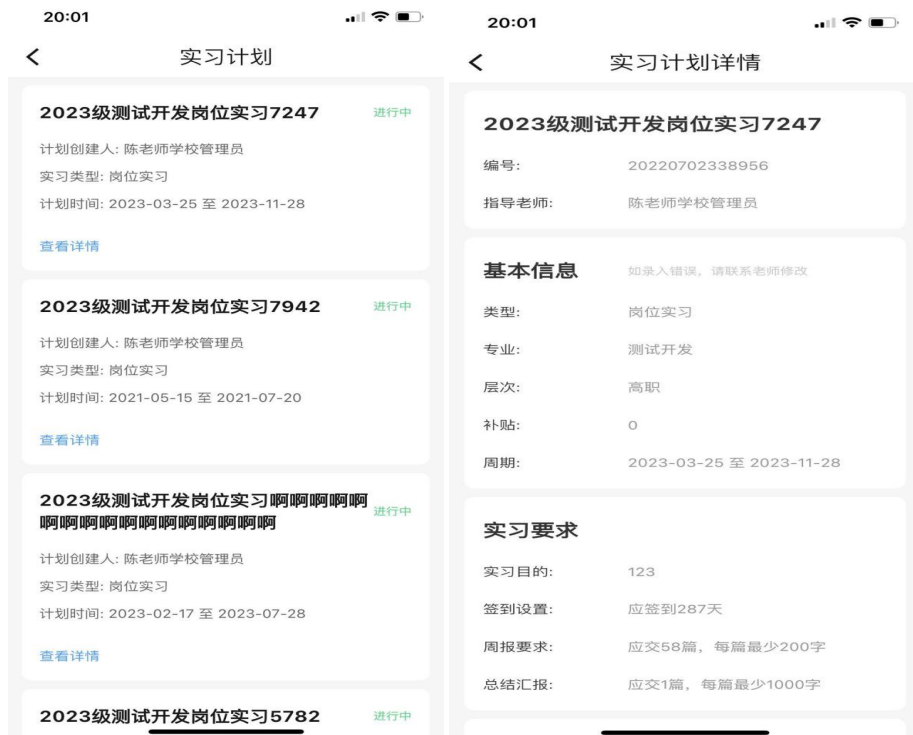 20:01
实习计划
2023级测试开发岗位实习7247
进行中
计划创建人: 陈老师学校管理员
实习类型: 岗位实习
计划时间: 2023-03-25 至 2023-11-28
查看详情
2023级测试开发岗位实习7942
进行中
计划创建人: 陈老师学校管理员
实习类型: 岗位实习
计划时间: 2021-05-15 至 2021-07-20
查看详情
2023级测试开发岗位实习啊啊啊啊啊
啊啊啊啊啊啊啊啊啊啊啊啊
进行中
计划创建人: 陈老师学校管理员
实习类型: 岗位实习
计划时间: 2023-02-17 至 2023-07-28
查看详情
2023级测试开发岗位实习5782
进行中
20:01
实习计划详情
2023级测试开发岗位实习7247
编号: 20220702338956
指导老师: 陈老师学校管理员
基本信息 如录入错误，请联系老师修改
类型: 岗位实习
专业: 测试开发
层次: 高职
补贴: 0
周期: 2023-03-25 至 2023-11-28
实习要求
实习目的: 123
签到设置: 应签到287天
周报要求: 应交58篇，每篇最少200字
总结汇报: 应交1篇，每篇最少1000字